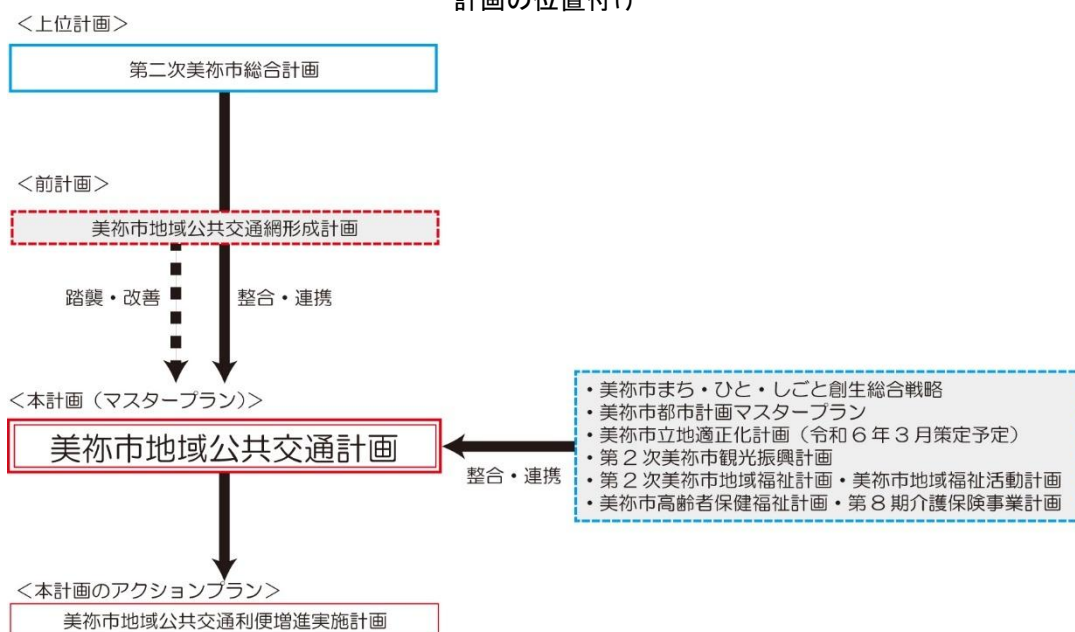 計画の位置付け
＜上位計画＞
第二次美祢市総合計画
＜前計画＞
美祢市地域公共交通網形成計画
踏襲・改善
整合・連携
＜本計画（マスタープラン）＞
美祢市地域公共交通計画
整合・連携
・美祢市まち・ひと・しごと創生総合戦略
・美祢市都市計画マスタープラン
・美祢市立地適正化計画（令和６年３月策定予定）
・第２次美祢市観光振興計画
・第２次美祢市地域福祉計画・美祢市地域福祉活動計画
・美祢市高齢者保健福祉計画・第８期介護保険事業計画
＜本計画のアクションプラン＞
美祢市地域公共交通利便増進実施計画